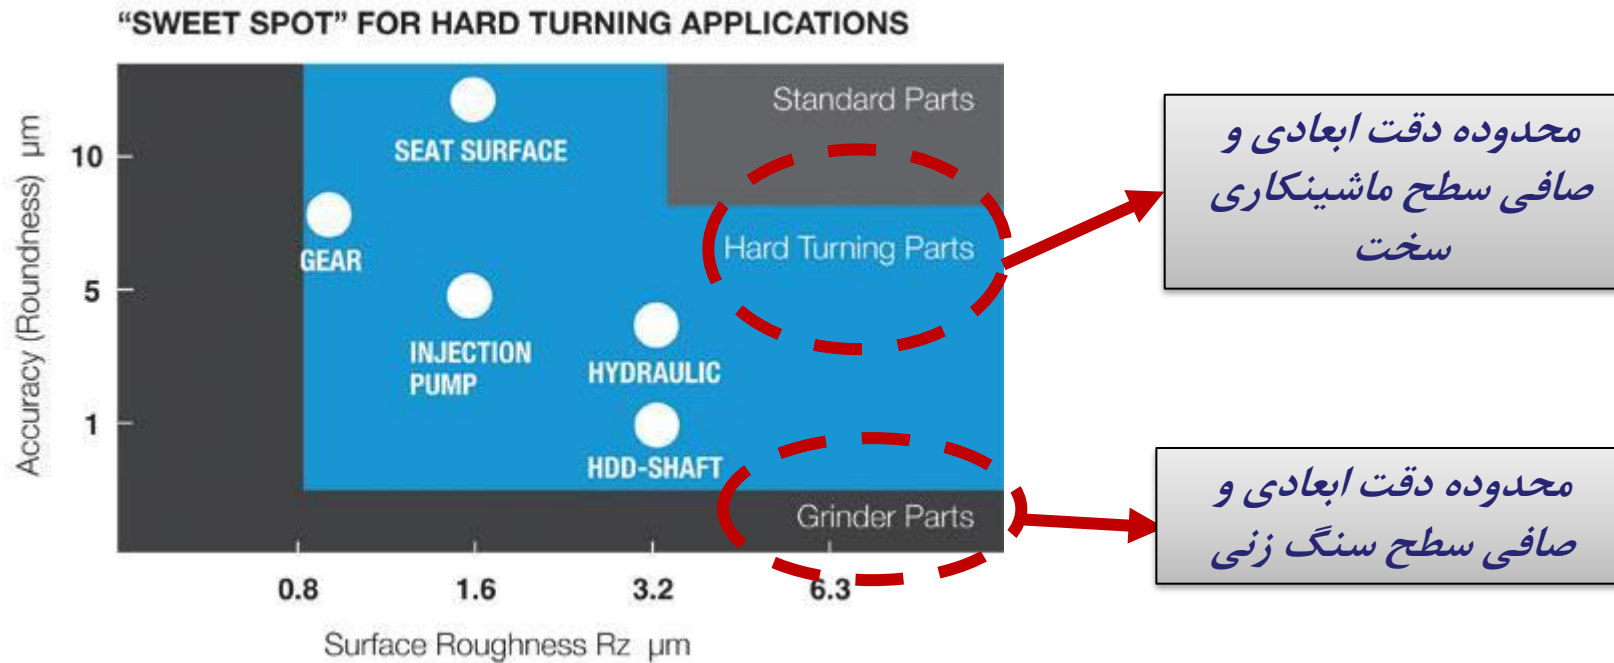 “SWEET SPOT” FOR HARD TURNING APPLICATIONS
Accuracy (Roundness) µm
10
5
1
Standard Parts
SEAT SURFACE
Hard Turning Parts
GEAR
INJECTION
PUMP
HYDRAULIC
HDD-SHAFT
Grinder Parts
0.8
1.6
3.2
6.3
Surface Roughness Rz µm
محدوده دقت ابعادی و
صافی سطح ماشینکاری
سخت
محدوده دقت ابعادی و
صافی سطح سنگ زنی